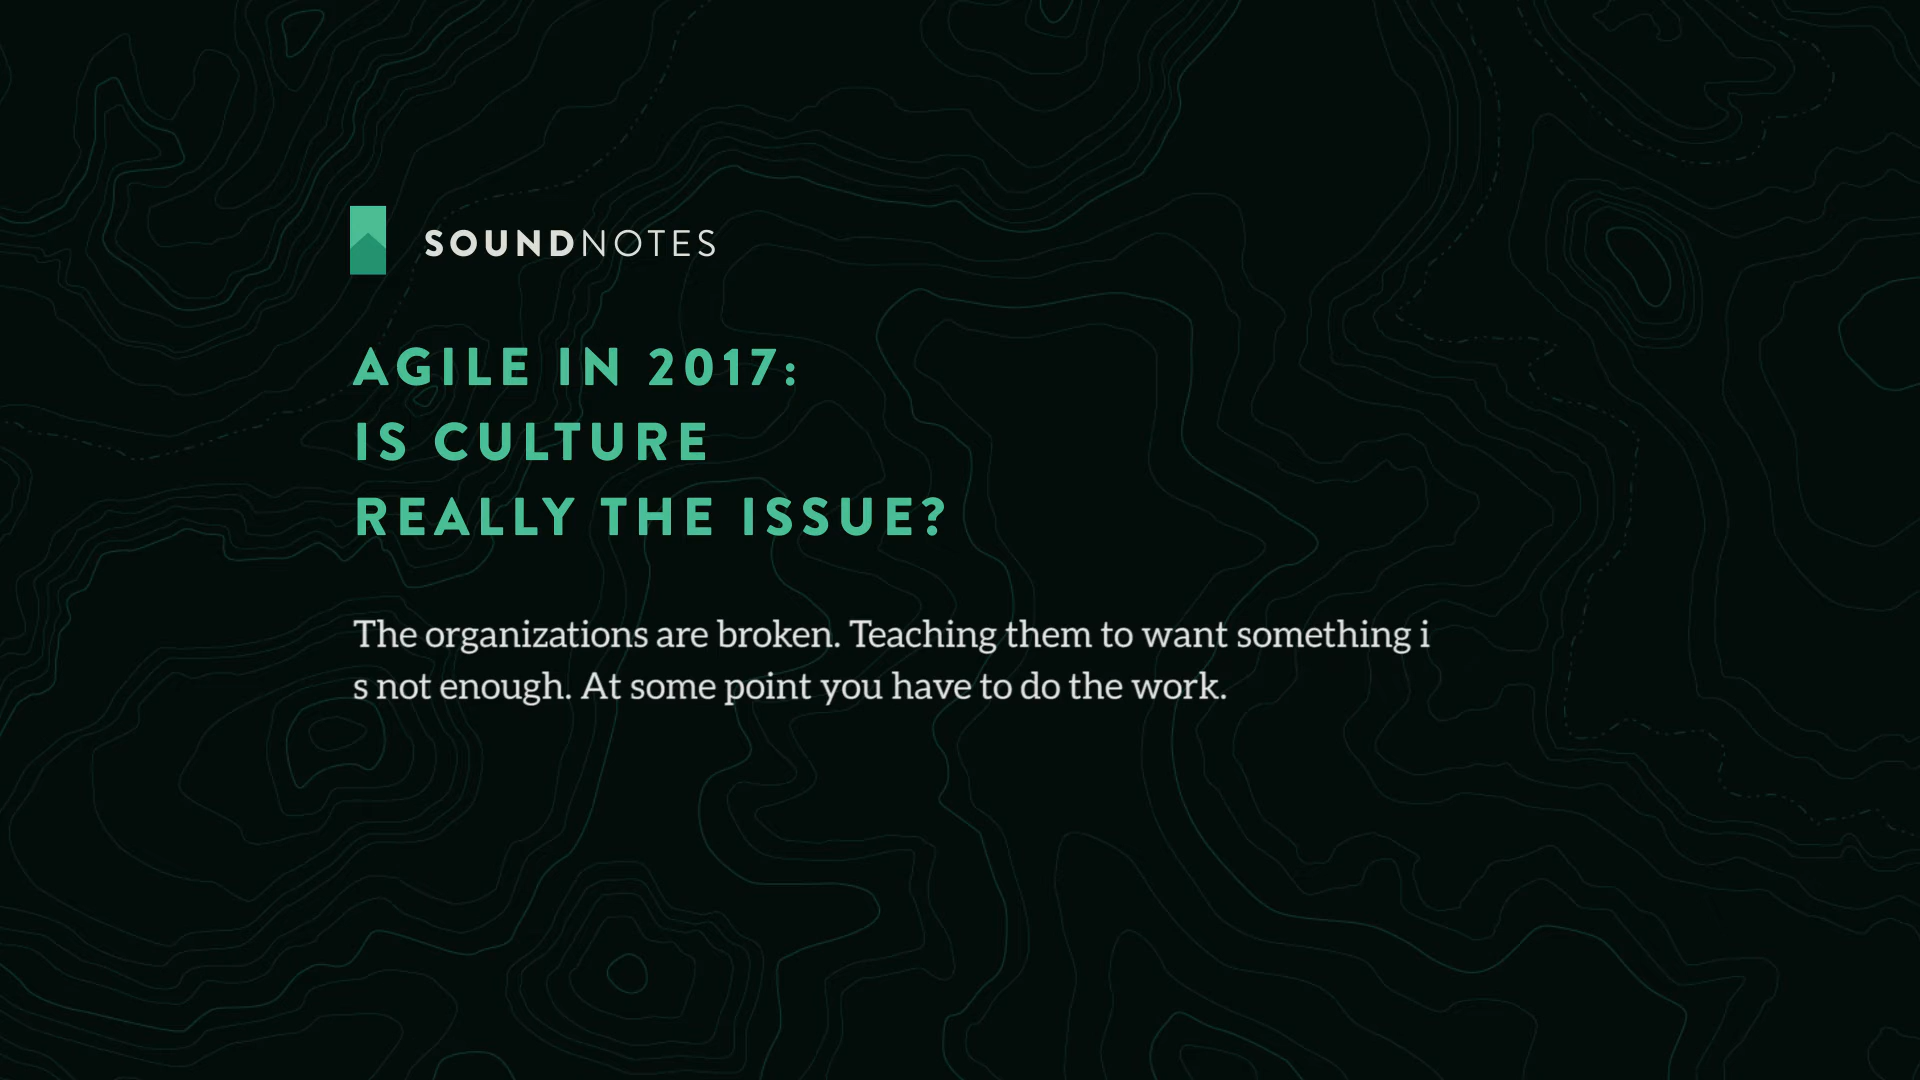 SOUNDNOTES
AGILE IN 2017:
IS CULTURE
REALLY THE ISSUE?
The organizations are broken. Teaching them to want something i
s not enough. At some point you have to do the work.